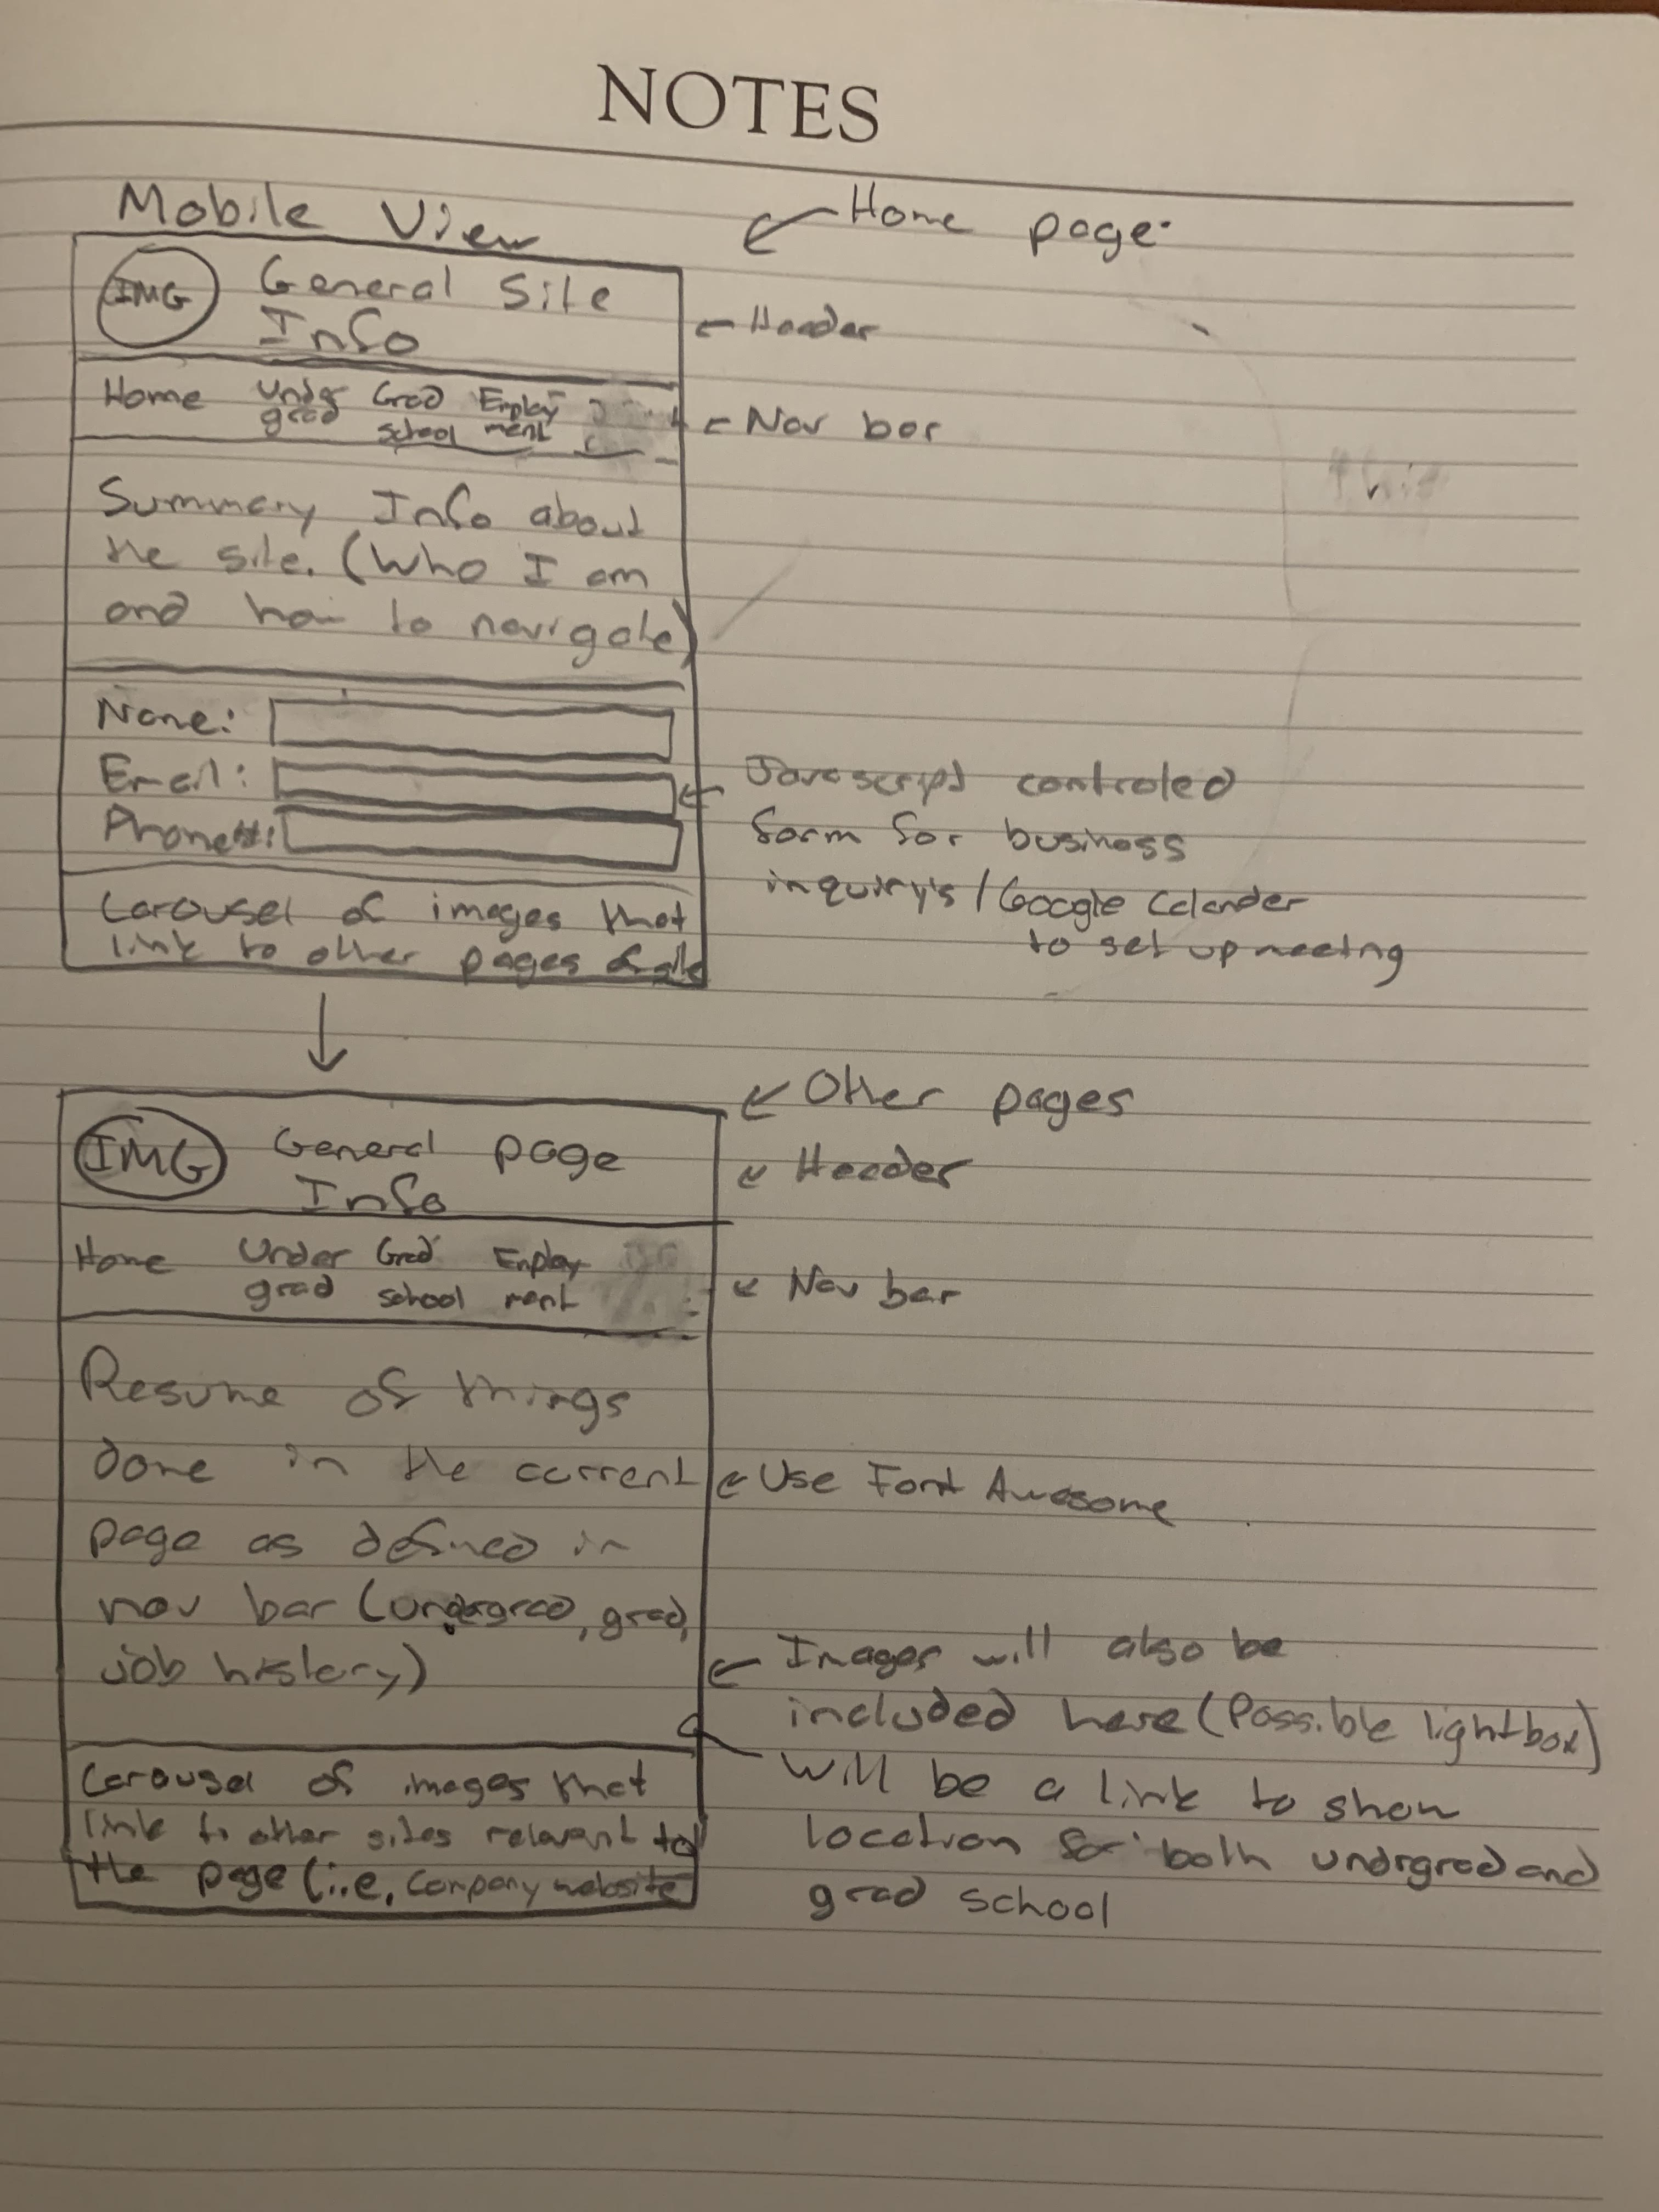 NOTES
Mobile View
Home page
IMG General Site
Info
Header
Home Under Grad Employ
grad school ment
Nav bar
Summary Info about
the site. (Who I am
and how to navigate)
Name:
Email:
Phone#:
Javascript controled
form for business
inquiry's / Google Calander
to set up meeting
Carousel of images that
link to other pages of site
Other pages
IMG General page
Info
Header
Home Under Grad Employ
grad school ment
Nav bar
Resume of things
done in the current
page as defined in
nav bar (undergrad, grad,
job history)
Use Font Awesome
Images will also be
included here (Possible lightbox)
Will be a link to show
location for both undrgrad and
grad school
Carousel of images that
link to other sites relevant to
the page (i.e, company website